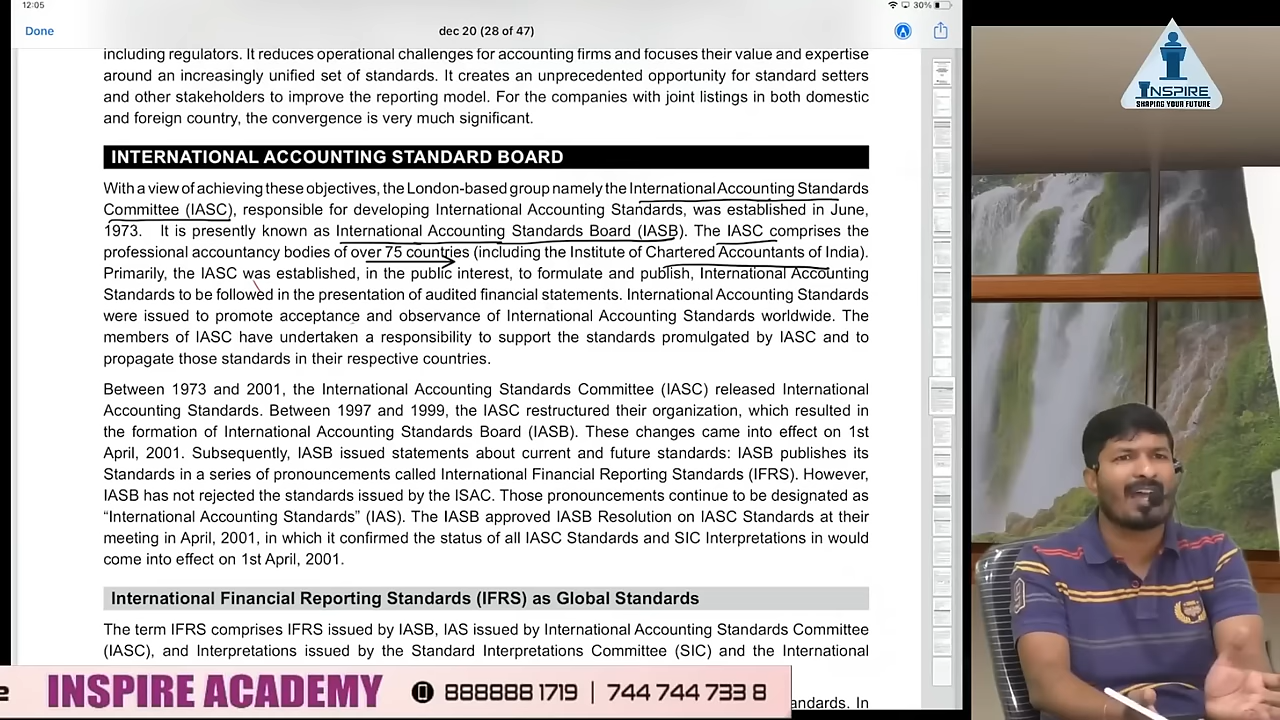 12:05
30%
Done
dec 20 (28 of 47)
including regulators. It reduces operational challenges for accounting firms and focuses their value and expertise
around an increasingly unified set of standards. It creates an unprecedented opportunity for standard setters
and other stakeholders to improve the reporting model. For the companies with joint listings in both domestic
and foreign country, the convergence is very much significant.
INTERNATIONAL ACCOUNTING STANDARD BOARD
With a view of achieving these objectives, the London-based group namely the International Accounting Standards
Committee (IASC), responsible for developing International Accounting Standards, was established in June,
1973. It is presently known as International Accounting Standards Board (IASB). The IASC comprises the
professional accountancy bodies of over 75 countries (including the Institute of Chartered Accountants of India).
Primarily, the IASC was established, in the public interest, to formulate and publish, International Accounting
Standards to be followed in the presentation of audited financial statements. International Accounting Standards
were issued to promote acceptance and observance of International Accounting Standards worldwide. The
members of IASC have undertaken a responsibility to support the standards promulgated by IASC and to
propagate those standards in their respective countries.
Between 1973 and 2001, the International Accounting Standards Committee (IASC) released International
Accounting Standards. Between 1997 and 1999, the IASC restructured their organization, which resulted in
the formation of International Accounting Standards Board (IASB). These changes came into effect on 1st
April, 2001. Subsequently, IASB issued statements about current and future standards: IASB publishes its
Standards in a series of pronouncements called International Financial Reporting Standards (IFRS). However,
IASB has not rejected the standards issued by the ISAC. Those pronouncements continue to be designated as
“International Accounting Standards” (IAS). The IASB approved IASB Resolution on IASC Standards at their
meeting in April, 2001, in which it confirmed the status of all IASC Standards and SIC Interpretations in would
come into effect on 1st April, 2001.
International Financial Reporting Standards (IFRS) as Global Standards
The term IFRS comprises IFRS issued by IASB, IAS issued by International Accounting Standards Committee
(IASC), and Interpretations issued by the Standard Interpretations Committee (SIC) and the International
andards. In
INSPIRE ACADEMY 888888 1719 | 744 744 733 8
INSPIRE
SHAPING YOUR FUTURE